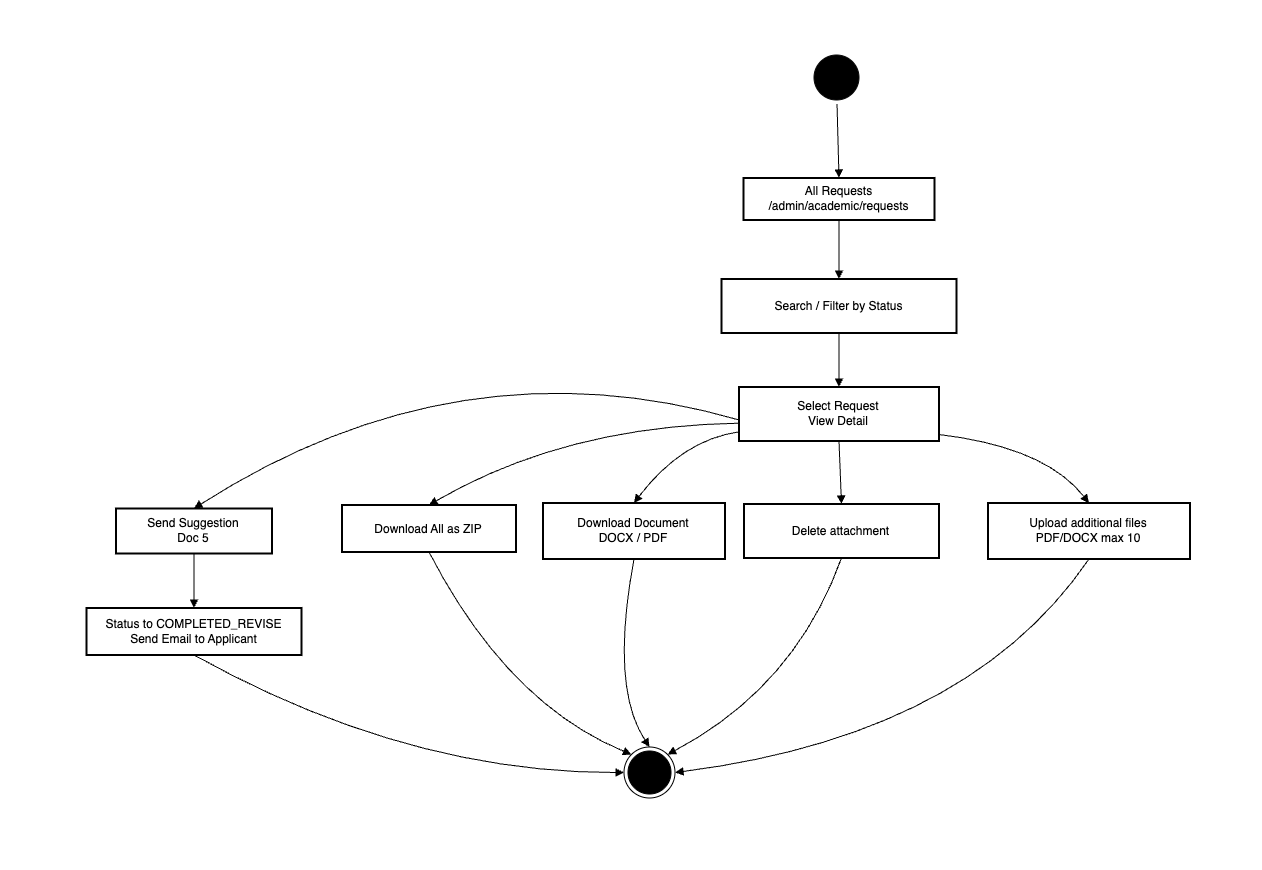 All Requests
/admin/academic/requests
Search / Filter by Status
Select Request
View Detail
Send Suggestion
Doc 5
Download All as ZIP
Download Document
DOCX / PDF
Delete attachment
Upload additional files
PDF/DOCX max 10
Status to COMPLETED_REVISE
Send Email to Applicant